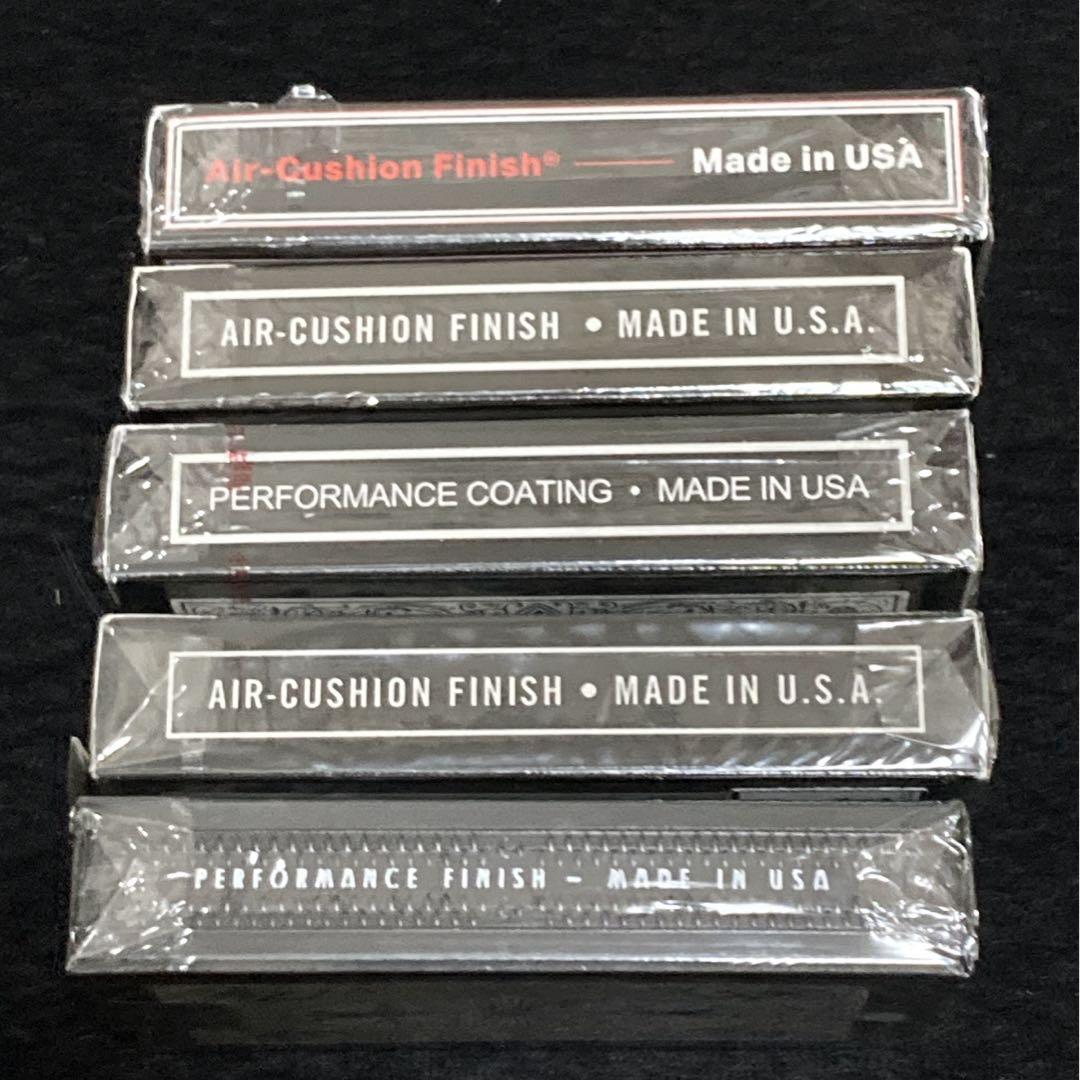 Air-Cushion Finish® — Made in USA
AIR-CUSHION FINISH • MADE IN U.S.A.
PERFORMANCE COATING • MADE IN USA
AIR-CUSHION FINISH • MADE IN U.S.A.
PERFORMANCE FINISH – MADE IN USA